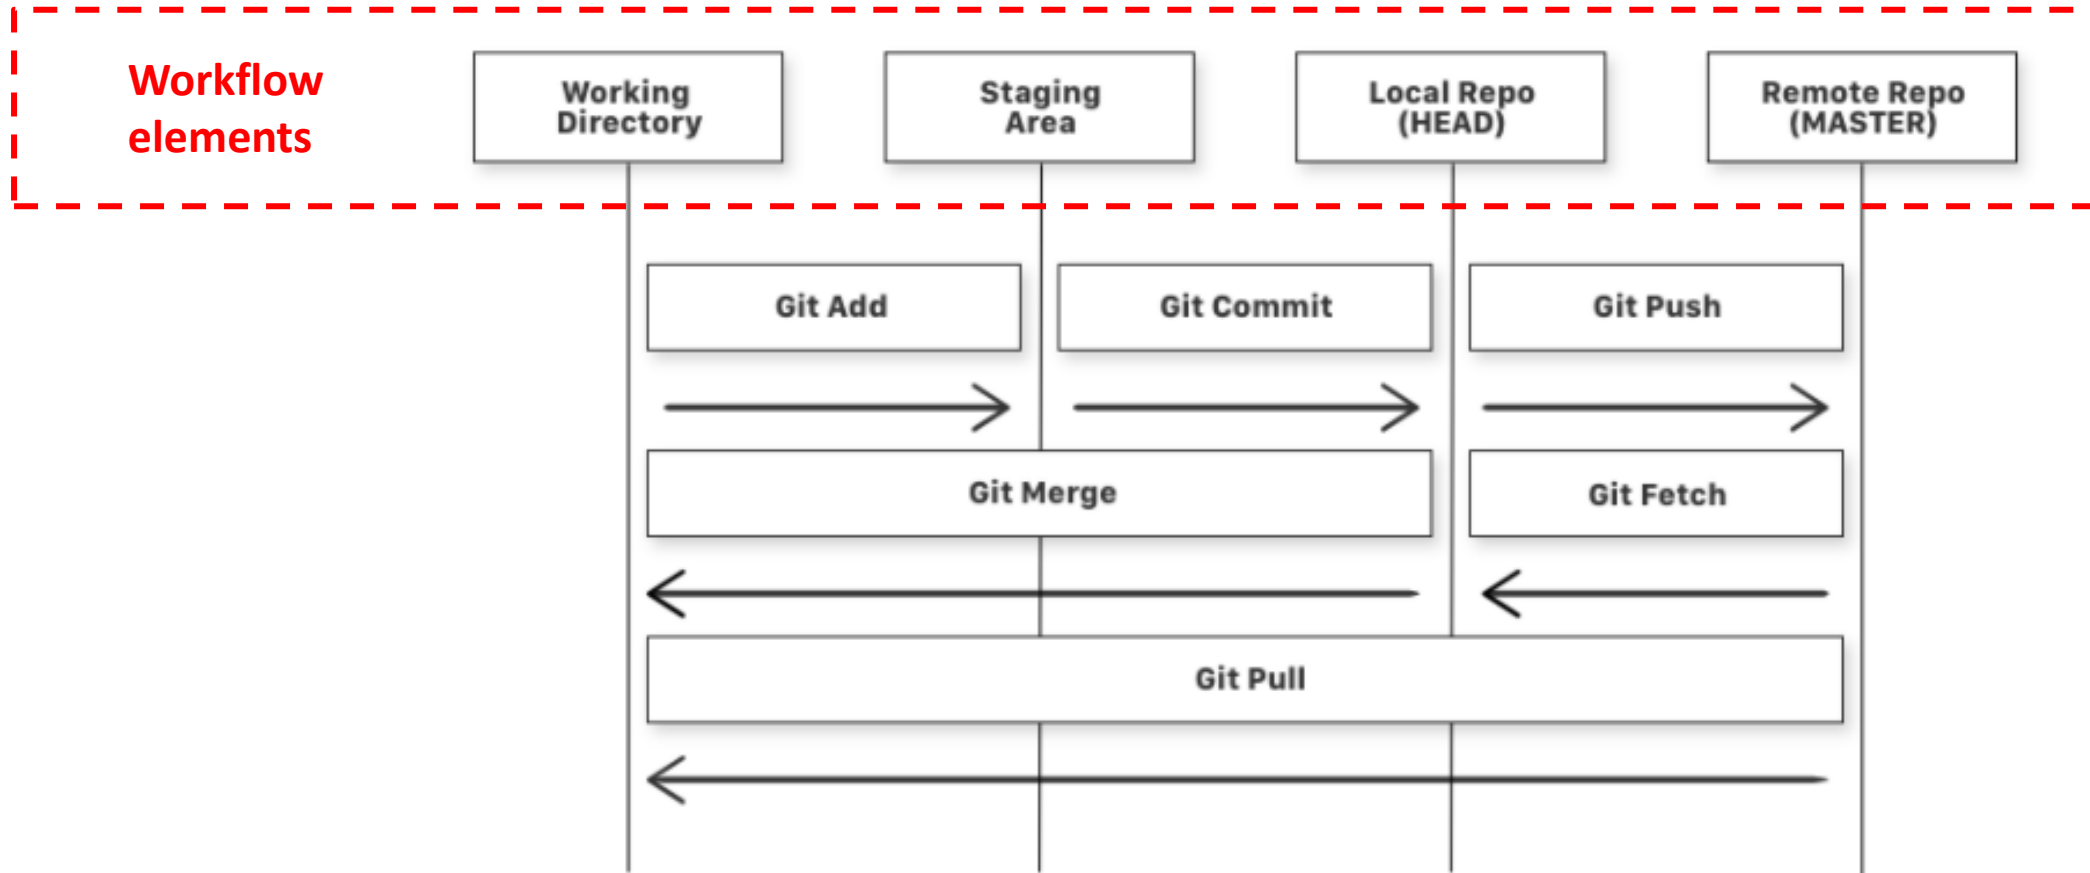 Workflow
elements
Working
Directory
Staging
Area
Local Repo
(HEAD)
Remote Repo
(MASTER)
Git Add
Git Commit
Git Push
Git Merge
Git Fetch
Git Pull